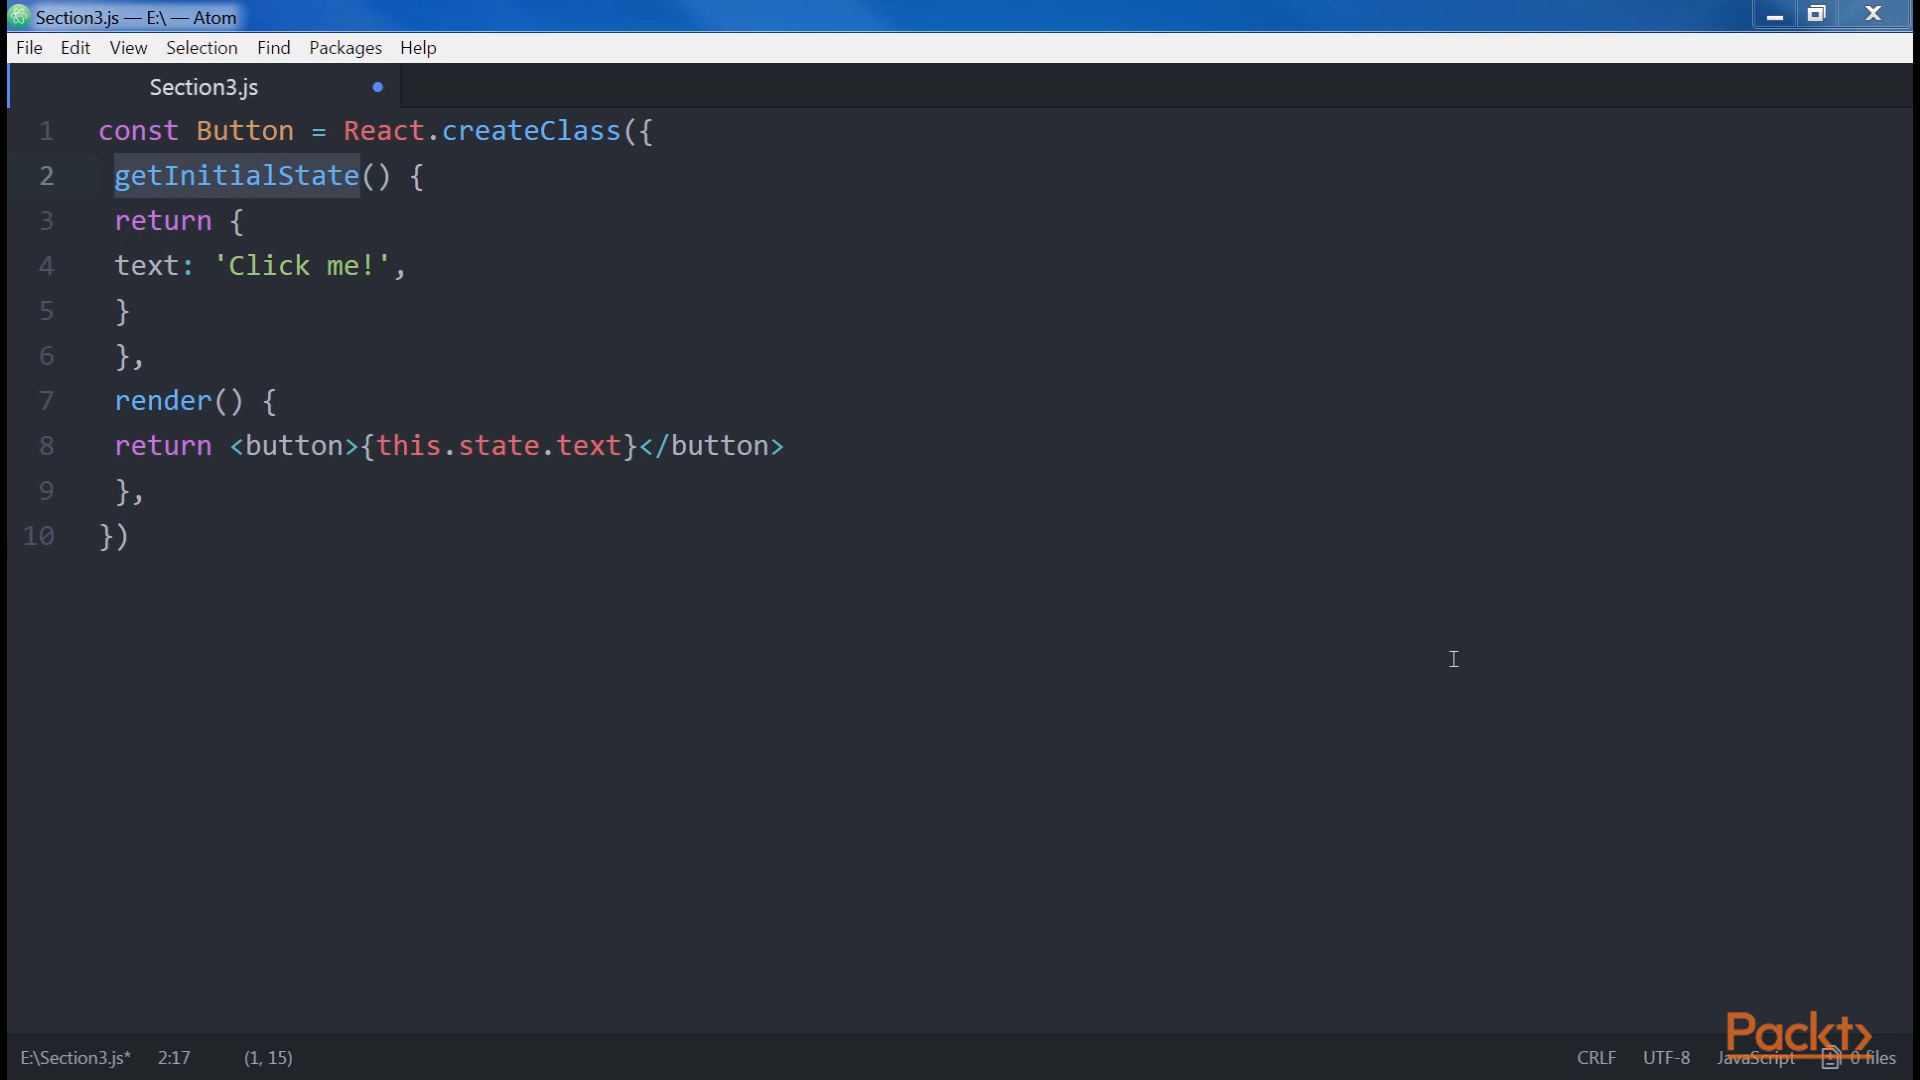 Section3.js — E:\ — Atom
File Edit View Selection Find Packages Help
Section3.js
1 const Button = React.createClass({
2 getInitialState() {
3 return {
4 text: 'Click me!',
5 }
6 },
7 render() {
8 return <button>{this.state.text}</button>
9 },
10 })
Packt>
E:\Section3.js* 2:17 (1, 15) CRLF UTF-8 JavaScript 0 files